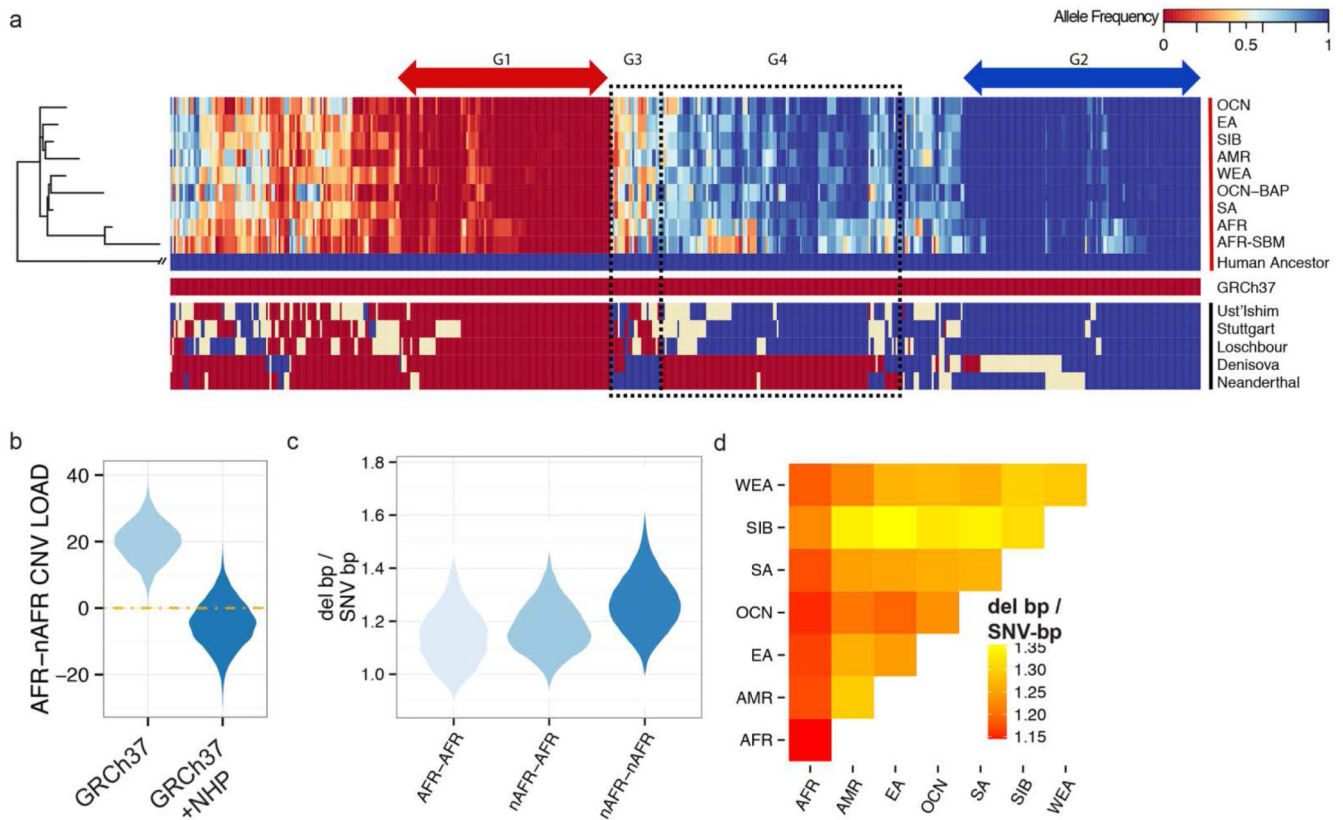 a
Allele Frequency
0 0.5 1
G1 G3 G4 G2
OCN
EA
SIB
AMR
WEA
OCN-BAP
SA
AFR
AFR-SBM
Human Ancestor
GRCh37
Ust'Ishim
Stuttgart
Loschbour
Denisova
Neanderthal
b
AFR-nAFR CNV LOAD
40
20
0
-20
GRCh37
GRCh37
+NHP
c
del bp /
SNV bp
1.8
1.6
1.4
1.2
1.0
AFR-AFR
nAFR-AFR
nAFR-nAFR
d
WEA
SIB
SA
OCN
EA
AMR
AFR
AFR AMR EA OCN SA SIB WEA
del bp /
SNV-bp
1.35
1.30
1.25
1.20
1.15